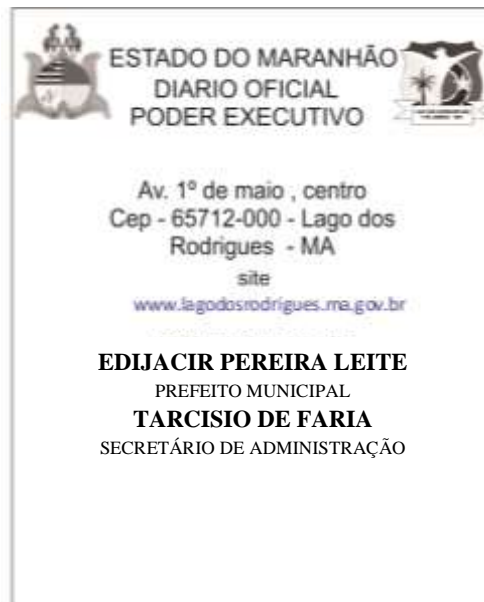 ESTADO DO MARANHÃO
DIARIO OFICIAL
PODER EXECUTIVO
Av. 1º de maio , centro
Cep - 65712-000 - Lago dos
Rodrigues - MA
site
www.lagodosrodrigues.ma.gov.br
EDIJACIR PEREIRA LEITE
PREFEITO MUNICIPAL
TARCISIO DE FARIA
SECRETÁRIO DE ADMINISTRAÇÃO